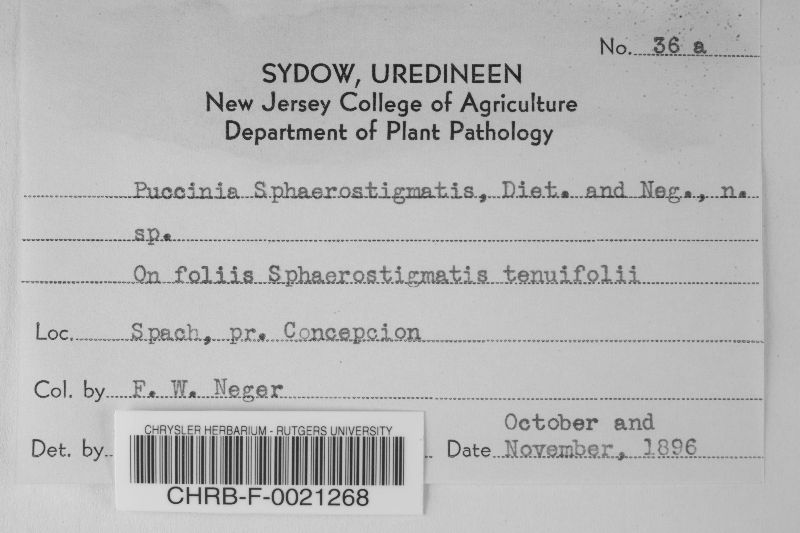 No. 36 a
SYDOW, UREDINEEN
New Jersey College of Agriculture
Department of Plant Pathology
Puccinia Sphaerostigmatis, Diet. and Neg., n.
sp.
On foliis Sphaerostigmatis tenuifolii
Loc. Spach, pr. Concepcion
Col. by F. W. Neger
October and
Det. by Date November, 1896
CHRYSLER HERBARIUM - RUTGERS UNIVERSITY
CHRB-F-0021268